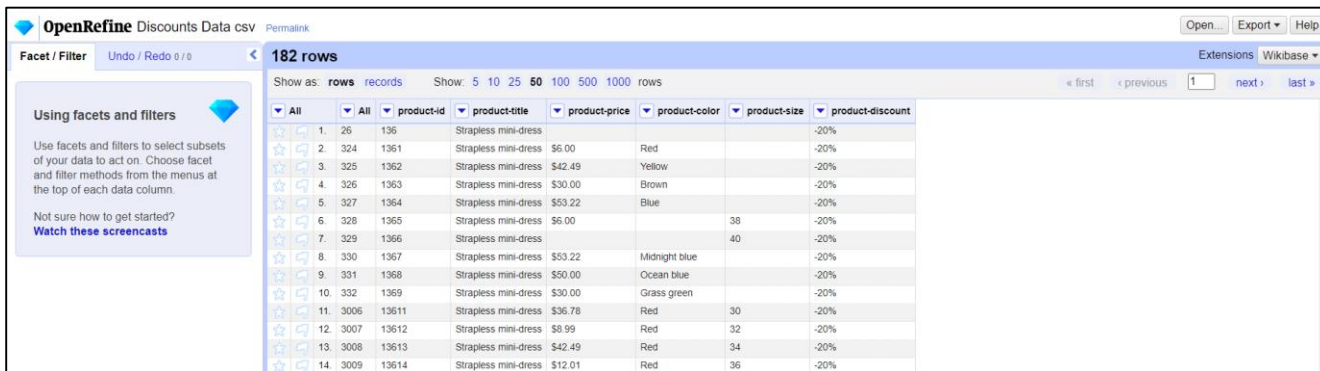 OpenRefine Discounts Data csv Permalink Open... Export Help
Facet / Filter Undo / Redo 0 / 0 182 rows Extensions Wikibase
Show as: rows records Show: 5 10 25 50 100 500 1000 rows « first ‹ previous 1 next › last »
Using facets and filters
Use facets and filters to select subsets
of your data to act on. Choose facet
and filter methods from the menus at
the top of each data column.
Not sure how to get started?
Watch these screencasts
All All product-id product-title product-price product-color product-size product-discount
1. 26 136 Strapless mini-dress -20%
2. 324 1361 Strapless mini-dress $6.00 Red -20%
3. 325 1362 Strapless mini-dress $42.49 Yellow -20%
4. 326 1363 Strapless mini-dress $30.00 Brown -20%
5. 327 1364 Strapless mini-dress $53.22 Blue -20%
6. 328 1365 Strapless mini-dress $6.00 38 -20%
7. 329 1366 Strapless mini-dress 40 -20%
8. 330 1367 Strapless mini-dress $53.22 Midnight blue -20%
9. 331 1368 Strapless mini-dress $50.00 Ocean blue -20%
10. 332 1369 Strapless mini-dress $30.00 Grass green -20%
11. 3006 13611 Strapless mini-dress $36.78 Red 30 -20%
12. 3007 13612 Strapless mini-dress $8.99 Red 32 -20%
13. 3008 13613 Strapless mini-dress $42.49 Red 34 -20%
14. 3009 13614 Strapless mini-dress $12.01 Red 36 -20%